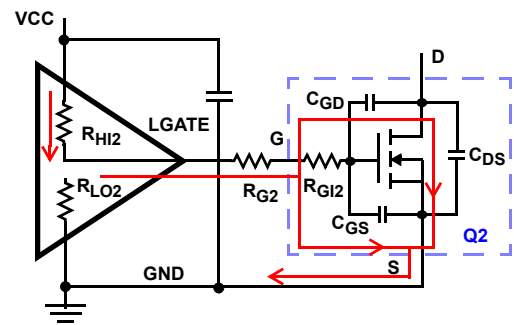 VCC
D
CGD
RHI2
LGATE
G
CDS
RLO2
RG2
RGI2
CGS
Q2
GND
S